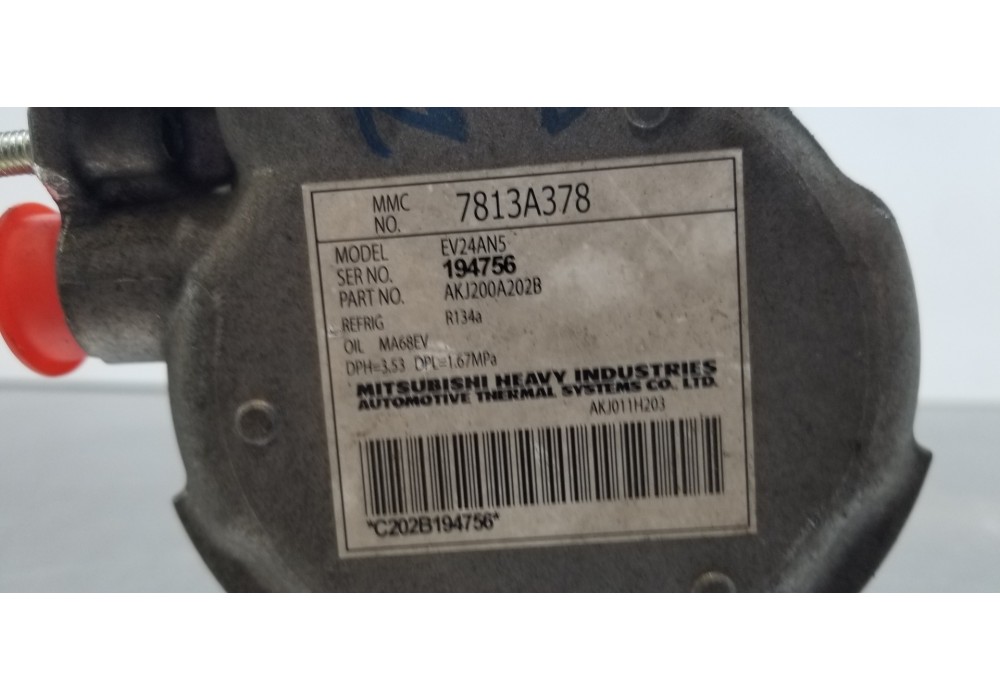 MMC NO. 7813A378
MODEL EV24AN5
SER NO. 194756
PART NO. AKJ200A202B
REFRIG R134a
OIL MA68EV
DPH=3.53 DPL=1.67MPa
MITSUBISHI HEAVY INDUSTRIES
AUTOMOTIVE THERMAL SYSTEMS CO., LTD.
AKJ011H203
*C202B194756*